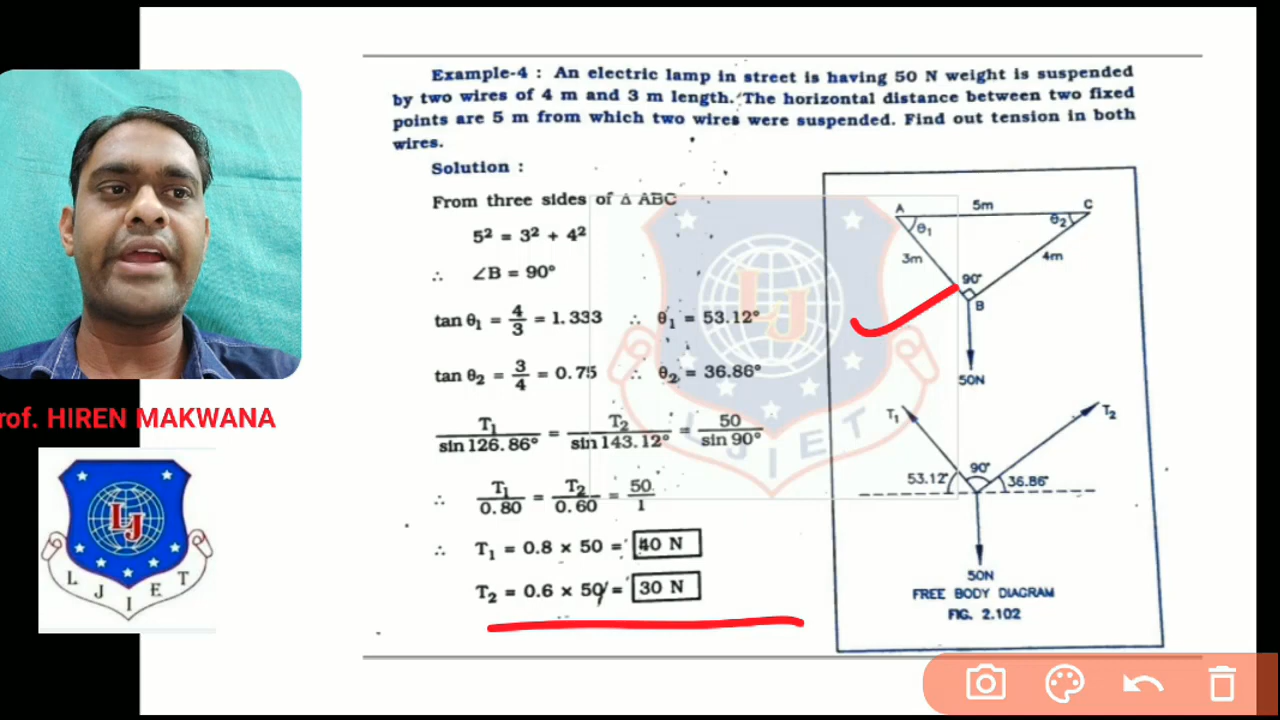 Example-4 : An electric lamp in street is having 50 N weight is suspended
by two wires of 4 m and 3 m length. The horizontal distance between two fixed
points are 5 m from which two wires were suspended. Find out tension in both
wires.
Solution :
From three sides of Δ ABC
5² = 3² + 4²
∴ ∠B = 90°
tan θ₁ = 4/3 = 1.333 ∴ θ₁ = 53.12°
tan θ₂ = 3/4 = 0.75 ∴ θ₂ = 36.86°
T₁/sin 126.86° = T₂/sin 143.12° = 50/sin 90°
∴ T₁/0.80 = T₂/0.60 = 50/1
∴ T₁ = 0.8 × 50 = 40 N
T₂ = 0.6 × 50 = 30 N
A 5m C
θ₁ θ₂
3m 4m
90°
B
50N
T₁ T₂
53.12° 90° 36.86°
50N
FREE BODY DIAGRAM
FIG. 2.102
rof. HIREN MAKWANA
LJ
L J I E T
LJ
L J I E T